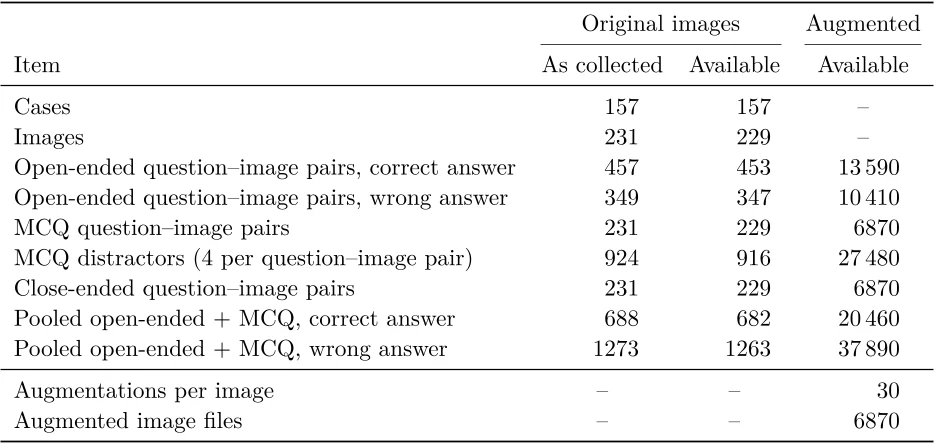 Original images Augmented
Item As collected Available Available
Cases 157 157 –
Images 231 229 –
Open-ended question–image pairs, correct answer 457 453 13 590
Open-ended question–image pairs, wrong answer 349 347 10 410
MCQ question–image pairs 231 229 6870
MCQ distractors (4 per question–image pair) 924 916 27 480
Close-ended question–image pairs 231 229 6870
Pooled open-ended + MCQ, correct answer 688 682 20 460
Pooled open-ended + MCQ, wrong answer 1273 1263 37 890
Augmentations per image – – 30
Augmented image files – – 6870